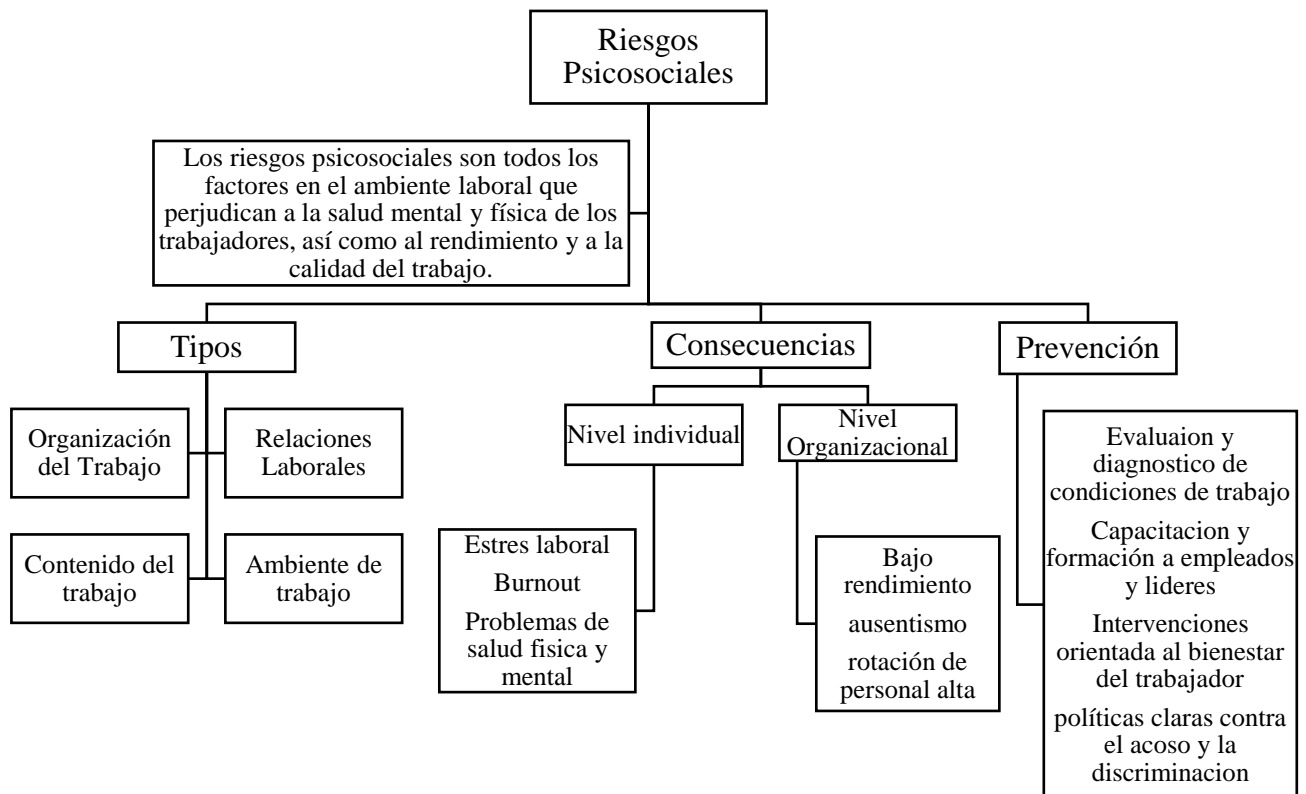 Riesgos
Psicosociales
Los riesgos psicosociales son todos los
factores en el ambiente laboral que
perjudican a la salud mental y física de los
trabajadores, así como al rendimiento y a la
calidad del trabajo.
Tipos
Organización
del Trabajo
Relaciones
Laborales
Contenido del
trabajo
Ambiente de
trabajo
Consecuencias
Nivel individual
Estres laboral
Burnout
Problemas de
salud fisica y
mental
Nivel
Organizacional
Bajo
rendimiento
ausentismo
rotación de
personal alta
Prevención
Evaluaion y
diagnostico de
condiciones de trabajo
Capacitacion y
formación a empleados
y lideres
Intervenciones
orientada al bienestar
del trabajador
políticas claras contra
el acoso y la
discriminacion